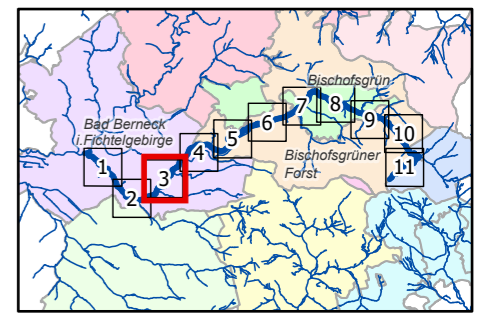 Bischofsgrün
7
8
Bad Berneck
i.Fichtelgebirge
6
9
5
10
4
Bischofsgrüner
Forst
1
3
11
2